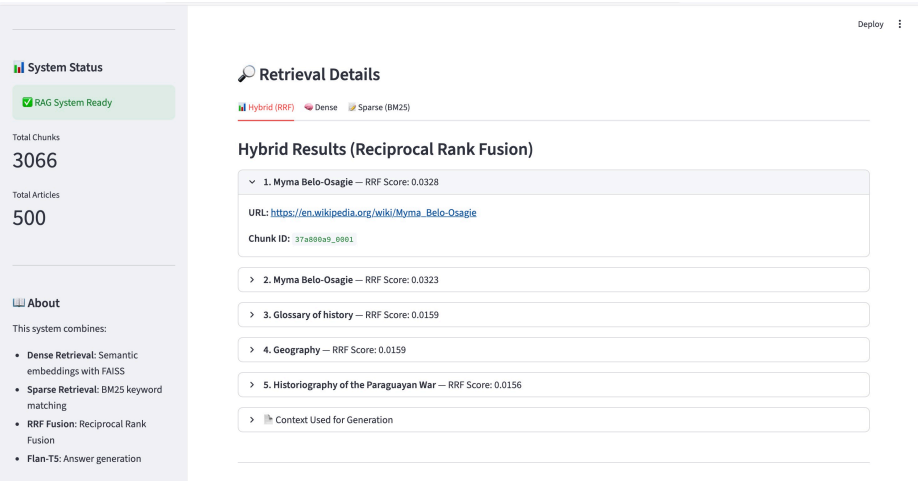 Deploy
System Status
RAG System Ready
Total Chunks
3066
Total Articles
500
About
This system combines:
Dense Retrieval: Semantic
embeddings with FAISS
Sparse Retrieval: BM25 keyword
matching
RRF Fusion: Reciprocal Rank
Fusion
Flan-T5: Answer generation
Retrieval Details
Hybrid (RRF) Dense Sparse (BM25)
Hybrid Results (Reciprocal Rank Fusion)
1. Myma Belo-Osagie — RRF Score: 0.0328
URL: https://en.wikipedia.org/wiki/Myma_Belo-Osagie
Chunk ID: 37a800a9_0001
2. Myma Belo-Osagie — RRF Score: 0.0323
3. Glossary of history — RRF Score: 0.0159
4. Geography — RRF Score: 0.0159
5. Historiography of the Paraguayan War — RRF Score: 0.0156
Context Used for Generation